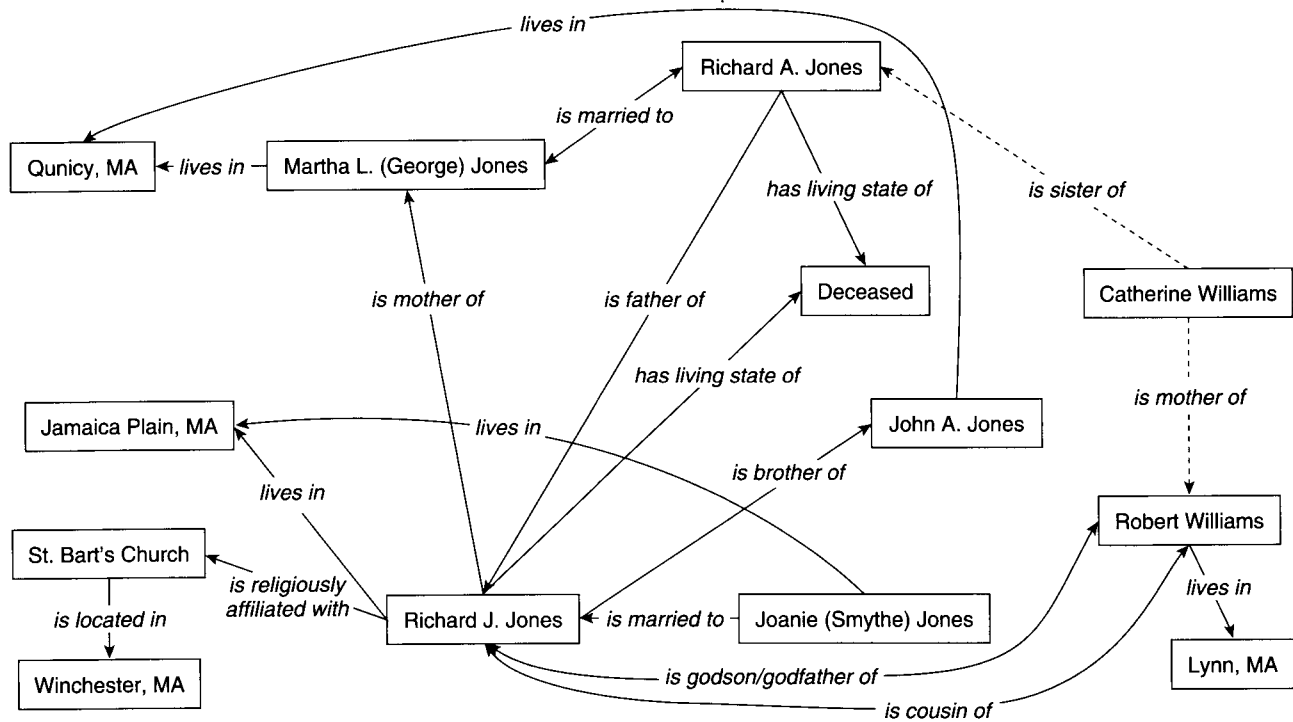 lives in
Richard A. Jones
is married to
Qunicy, MA
lives in
Martha L. (George) Jones
has living state of
is sister of
is mother of
is father of
Deceased
Catherine Williams
has living state of
Jamaica Plain, MA
lives in
John A. Jones
is mother of
is brother of
lives in
Robert Williams
St. Bart's Church
is religiously
affiliated with
is located in
Richard J. Jones
is married to
Joanie (Smythe) Jones
lives in
Winchester, MA
is godson/godfather of
Lynn, MA
is cousin of